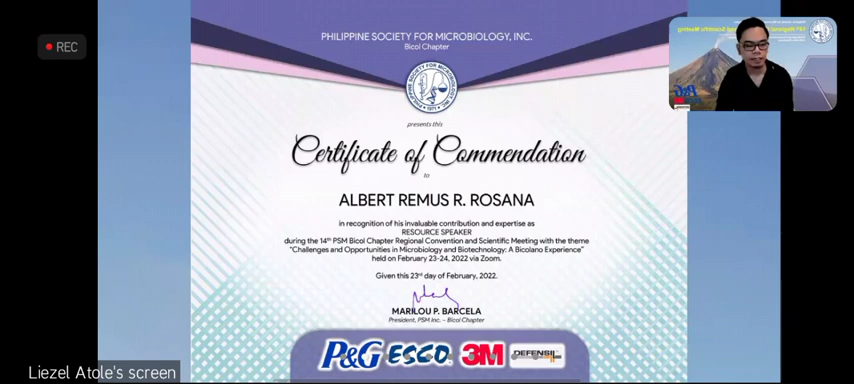 REC
PHILIPPINE SOCIETY FOR MICROBIOLOGY, INC.
Bicol Chapter
presents this
Certificate of Commendation
to
ALBERT REMUS R. ROSANA
in recognition of his invaluable contribution and expertise as
RESOURCE SPEAKER
during the 14th PSM Bicol Chapter Regional Convention and Scientific Meeting with the theme
"Challenges and Opportunities in Microbiology and Biotechnology: A Bicolano Experience"
held on February 23-24, 2022 via Zoom.
Given this 23rd day of February, 2022.
MARILOU P. BARCELA
President, PSM Inc. – Bicol Chapter
P&G ESCO 3M DEFENSIL
Liezel Atole's screen